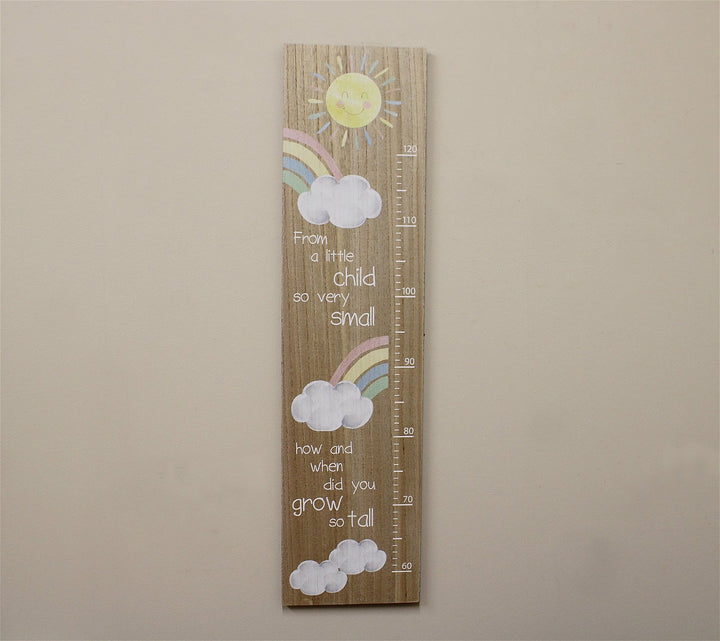 120
110
From
a little
child
100
so very
small
90
80
how and
when
did you
70
grow
so tall
60